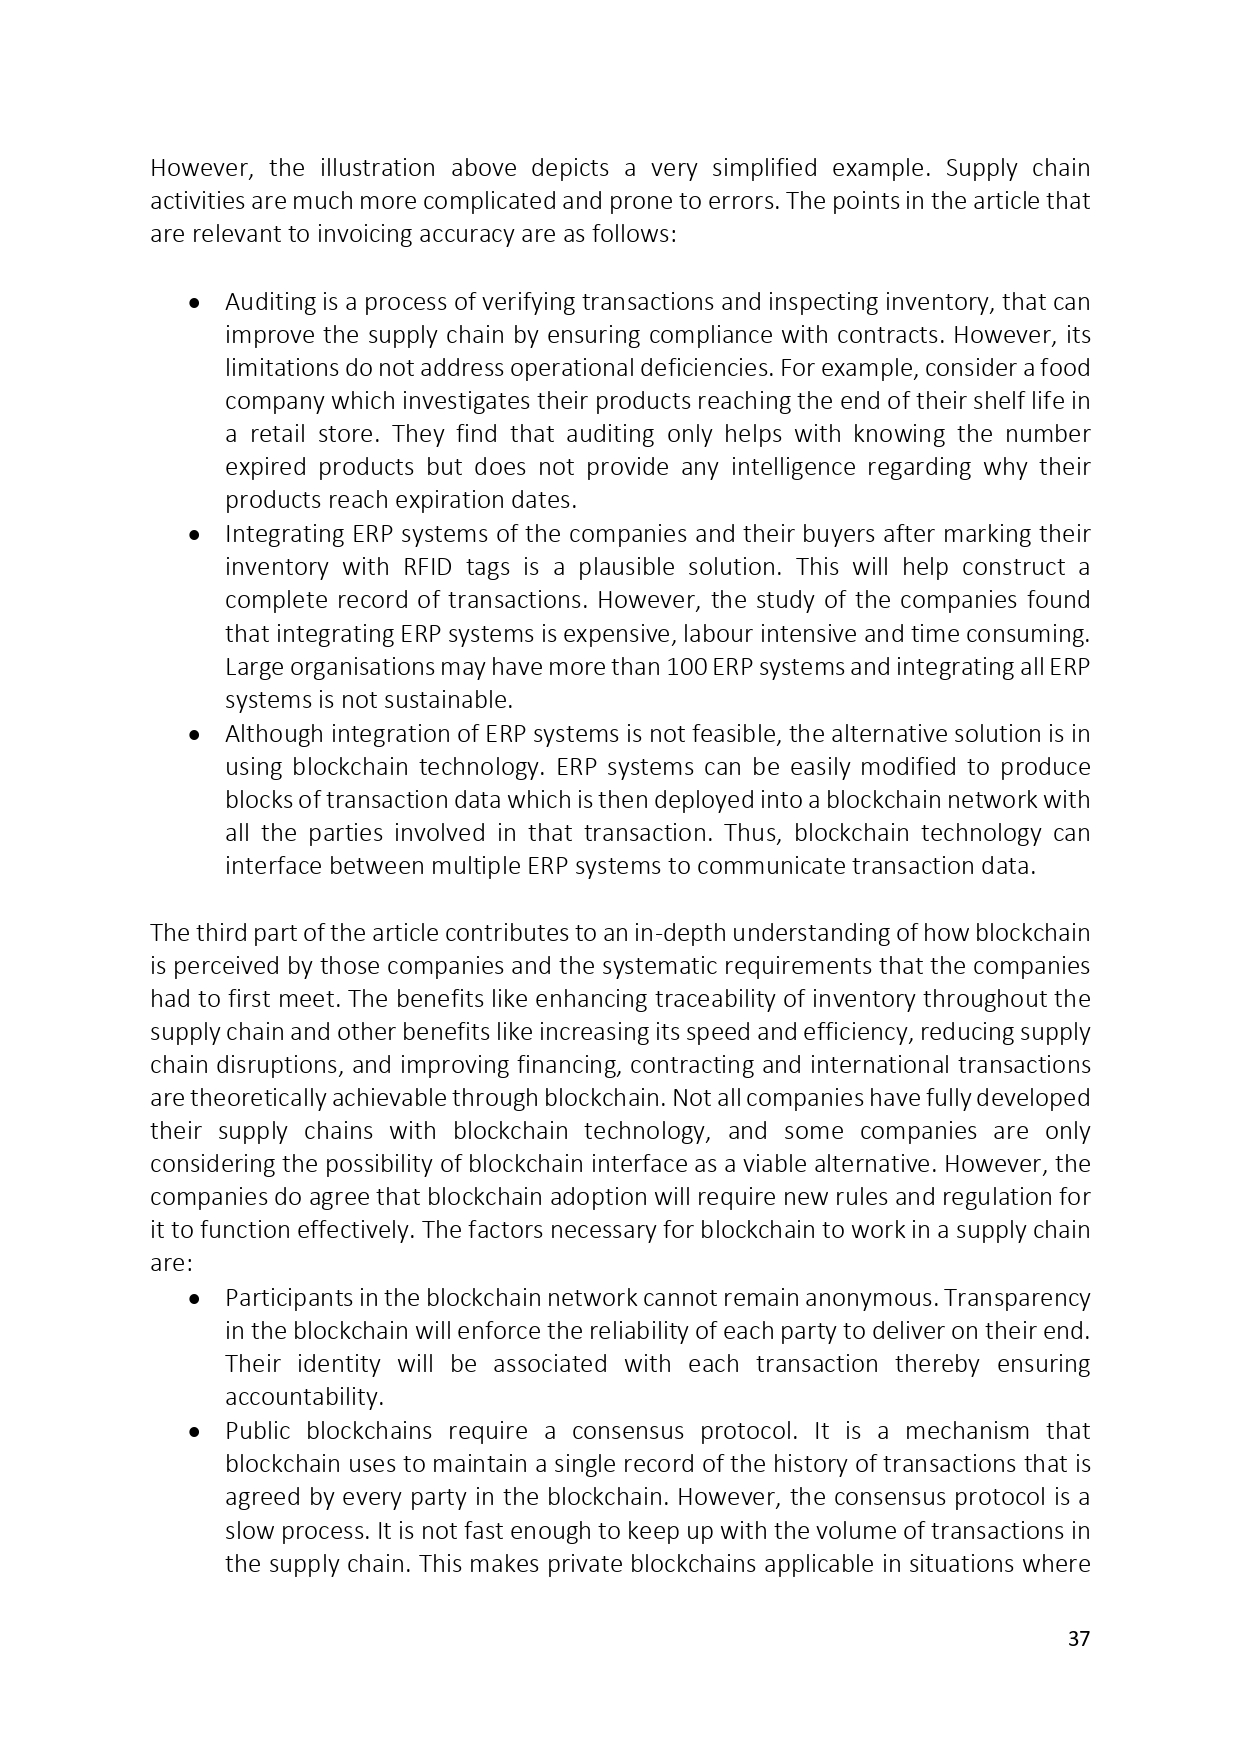 However, the illustration above depicts a very simplified example. Supply chain
activities are much more complicated and prone to errors. The points in the article that
are relevant to invoicing accuracy are as follows:
● Auditing is a process of verifying transactions and inspecting inventory, that can
improve the supply chain by ensuring compliance with contracts. However, its
limitations do not address operational deficiencies. For example, consider a food
company which investigates their products reaching the end of their shelf life in
a retail store. They find that auditing only helps with knowing the number
expired products but does not provide any intelligence regarding why their
products reach expiration dates.
● Integrating ERP systems of the companies and their buyers after marking their
inventory with RFID tags is a plausible solution. This will help construct a
complete record of transactions. However, the study of the companies found
that integrating ERP systems is expensive, labour intensive and time consuming.
Large organisations may have more than 100 ERP systems and integrating all ERP
systems is not sustainable.
● Although integration of ERP systems is not feasible, the alternative solution is in
using blockchain technology. ERP systems can be easily modified to produce
blocks of transaction data which is then deployed into a blockchain network with
all the parties involved in that transaction. Thus, blockchain technology can
interface between multiple ERP systems to communicate transaction data.
The third part of the article contributes to an in-depth understanding of how blockchain
is perceived by those companies and the systematic requirements that the companies
had to first meet. The benefits like enhancing traceability of inventory throughout the
supply chain and other benefits like increasing its speed and efficiency, reducing supply
chain disruptions, and improving financing, contracting and international transactions
are theoretically achievable through blockchain. Not all companies have fully developed
their supply chains with blockchain technology, and some companies are only
considering the possibility of blockchain interface as a viable alternative. However, the
companies do agree that blockchain adoption will require new rules and regulation for
it to function effectively. The factors necessary for blockchain to work in a supply chain
are:
● Participants in the blockchain network cannot remain anonymous. Transparency
in the blockchain will enforce the reliability of each party to deliver on their end.
Their identity will be associated with each transaction thereby ensuring
accountability.
● Public blockchains require a consensus protocol. It is a mechanism that
blockchain uses to maintain a single record of the history of transactions that is
agreed by every party in the blockchain. However, the consensus protocol is a
slow process. It is not fast enough to keep up with the volume of transactions in
the supply chain. This makes private blockchains applicable in situations where
37